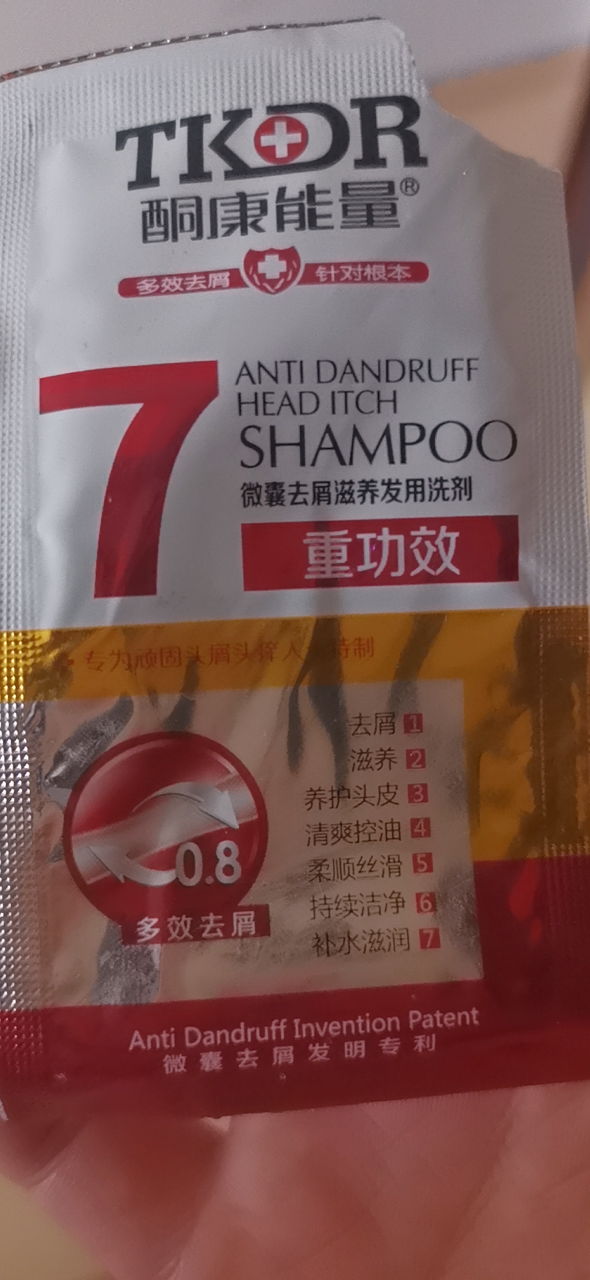 TKDR
酮康能量®
多效去屑 针对根本
7
ANTI DANDRUFF
HEAD ITCH
SHAMPOO
微囊去屑滋养发用洗剂
重功效
专为顽固头屑头痒人 特制
去屑 1
滋养 2
养护头皮 3
清爽控油 4
柔顺丝滑 5
持续洁净 6
补水滋润 7
0.8
多效去屑
Anti Dandruff Invention Patent
微囊去屑发明专利